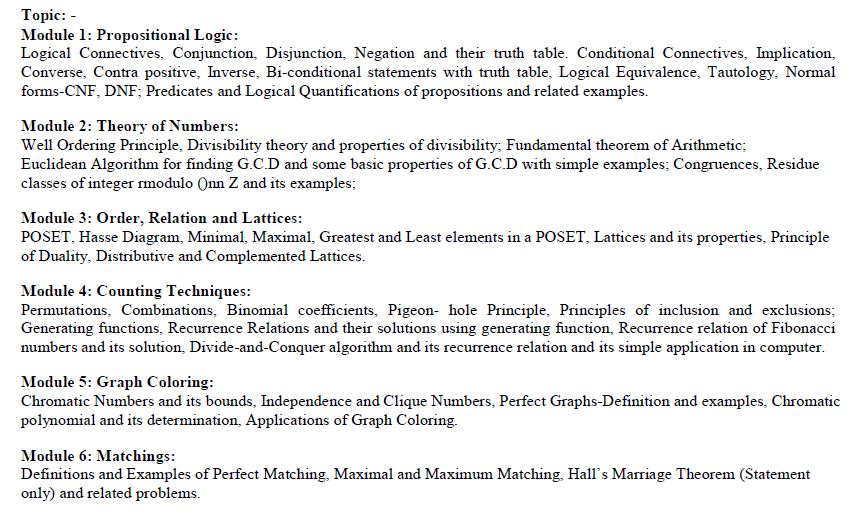 Topic: -
Module 1: Propositional Logic:
Logical Connectives, Conjunction, Disjunction, Negation and their truth table. Conditional Connectives, Implication,
Converse, Contra positive, Inverse, Bi-conditional statements with truth table, Logical Equivalence, Tautology, Normal
forms-CNF, DNF; Predicates and Logical Quantifications of propositions and related examples.
Module 2: Theory of Numbers:
Well Ordering Principle, Divisibility theory and properties of divisibility; Fundamental theorem of Arithmetic;
Euclidean Algorithm for finding G.C.D and some basic properties of G.C.D with simple examples; Congruences, Residue
classes of integer rmodulo ()nn Z and its examples;
Module 3: Order, Relation and Lattices:
POSET, Hasse Diagram, Minimal, Maximal, Greatest and Least elements in a POSET, Lattices and its properties, Principle
of Duality, Distributive and Complemented Lattices.
Module 4: Counting Techniques:
Permutations, Combinations, Binomial coefficients, Pigeon- hole Principle, Principles of inclusion and exclusions;
Generating functions, Recurrence Relations and their solutions using generating function, Recurrence relation of Fibonacci
numbers and its solution, Divide-and-Conquer algorithm and its recurrence relation and its simple application in computer.
Module 5: Graph Coloring:
Chromatic Numbers and its bounds, Independence and Clique Numbers, Perfect Graphs-Definition and examples, Chromatic
polynomial and its determination, Applications of Graph Coloring.
Module 6: Matchings:
Definitions and Examples of Perfect Matching, Maximal and Maximum Matching, Hall's Marriage Theorem (Statement
only) and related problems.